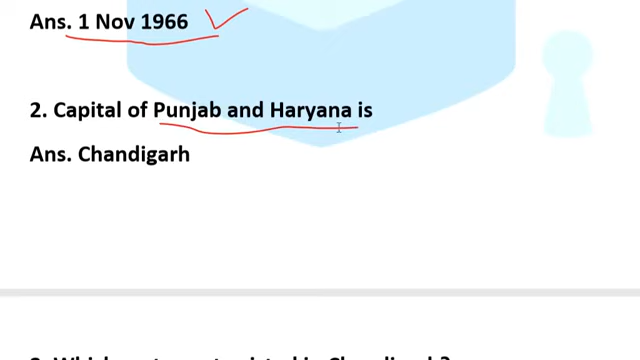 Ans. 1 Nov 1966
2. Capital of Punjab and Haryana is
Ans. Chandigarh